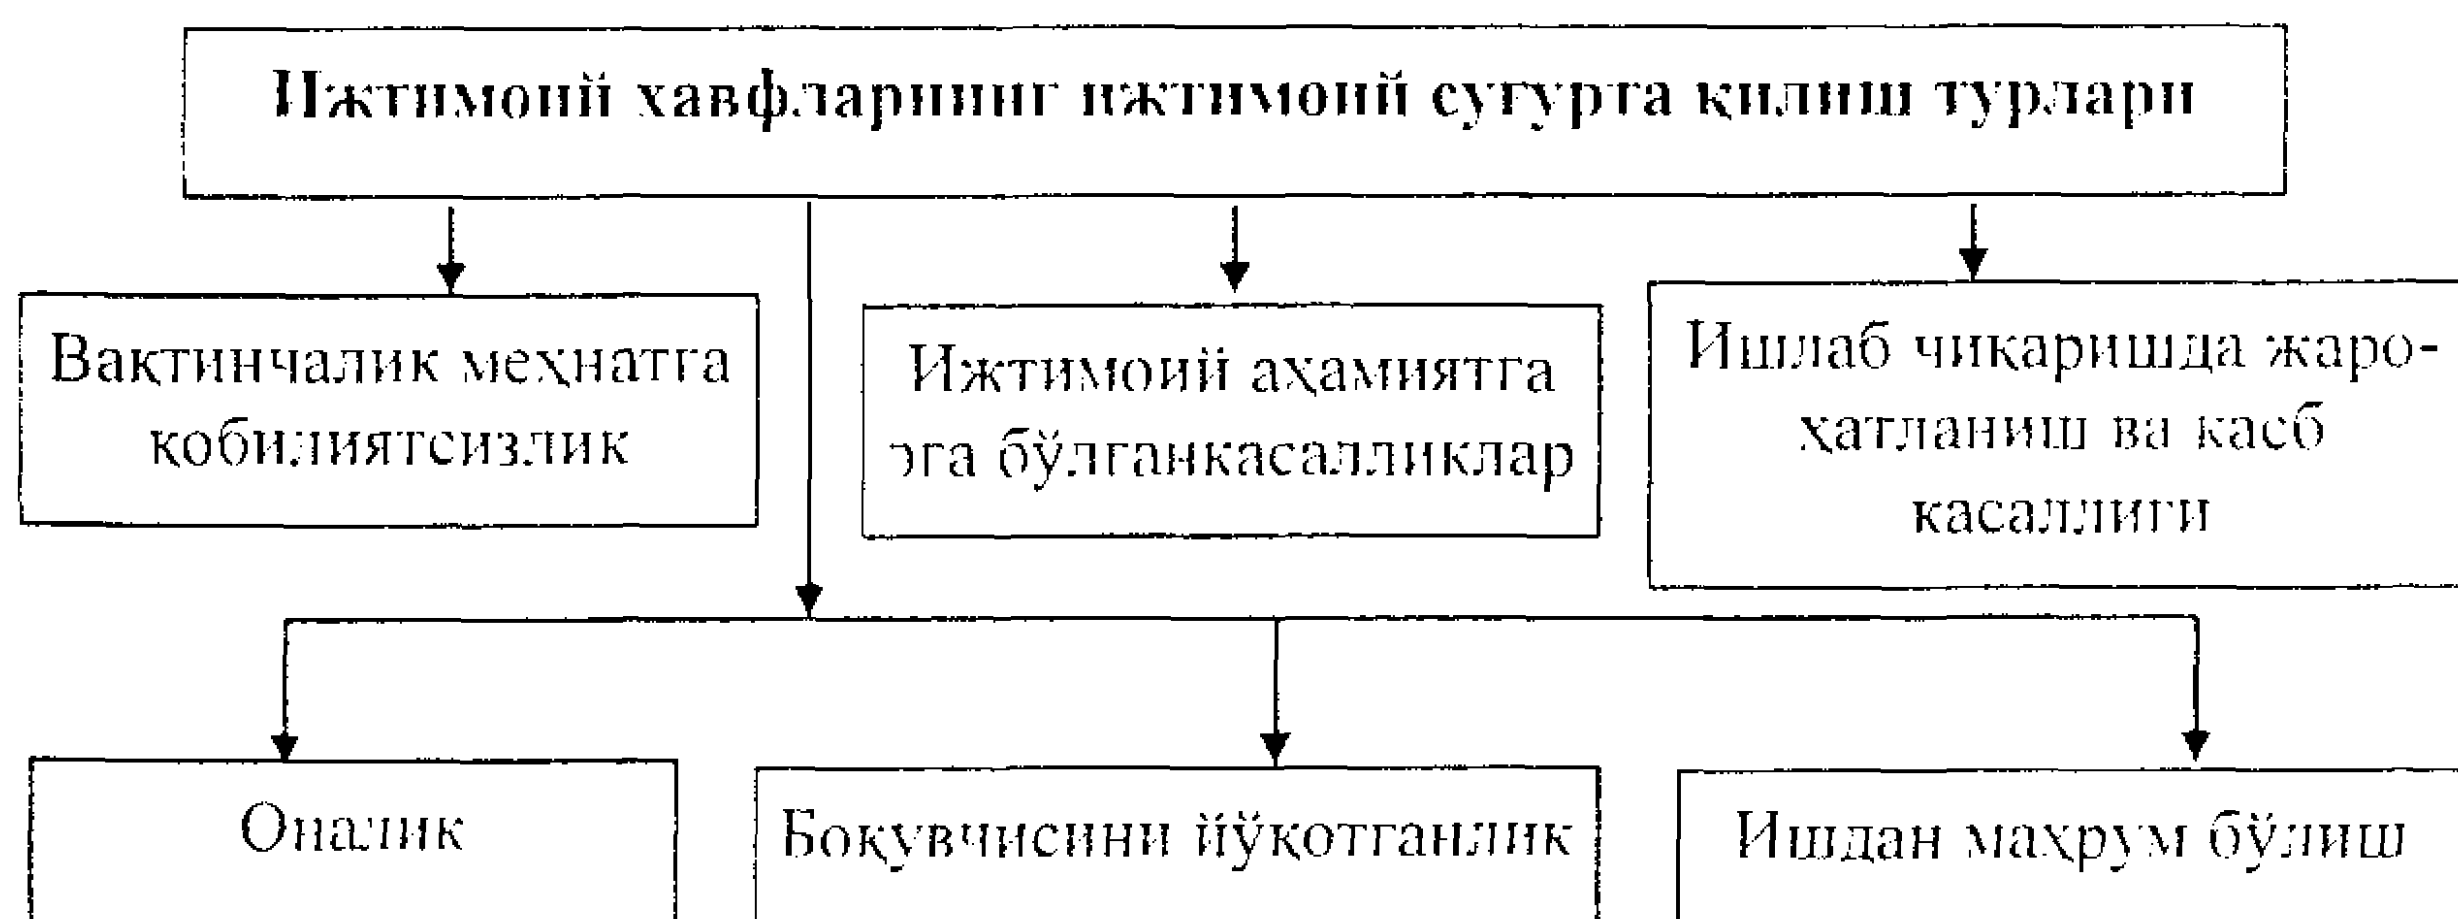 Ижтимоий хавфларнинг ижтимоий суғурта қилиш турлари
Вақтинчалик меҳнатга
қобилиятсизлик
Ижтимоий аҳамиятга
эга бўлганкасалликлар
Ишлаб чиқаришда жаро-
ҳатланиш ва касб
касаллиги
Оналик
Боқувчисини йўқотганлик
Ишдан маҳрум бўлиш